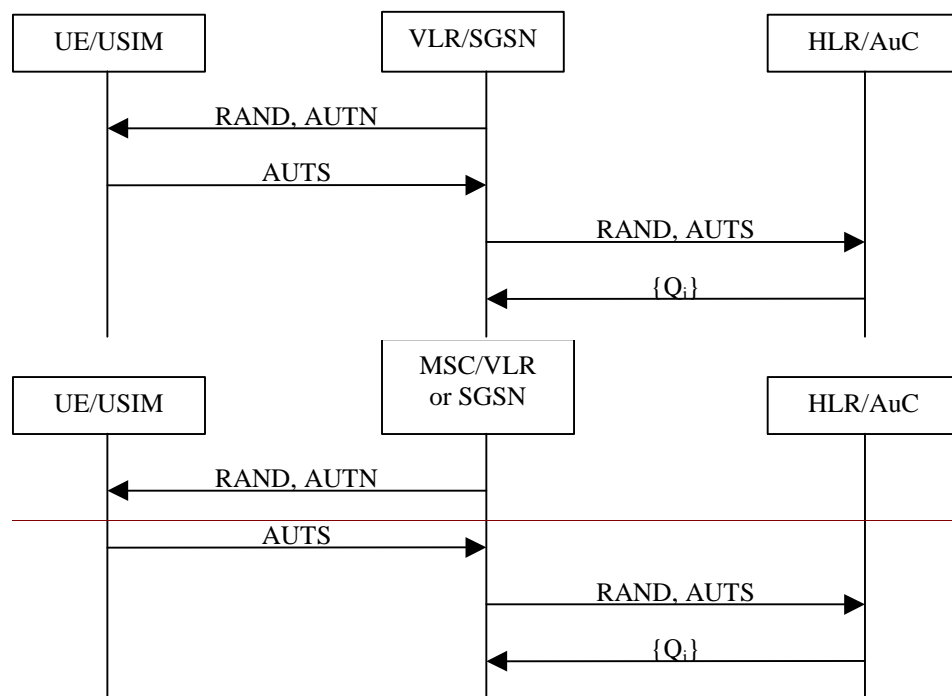 UE/USIM
VLR/SGSN
HLR/AuC
RAND, AUTN
AUTS
RAND, AUTS
{Qi}
UE/USIM
MSC/VLR
or SGSN
HLR/AuC
RAND, AUTN
AUTS
RAND, AUTS
{Qi}